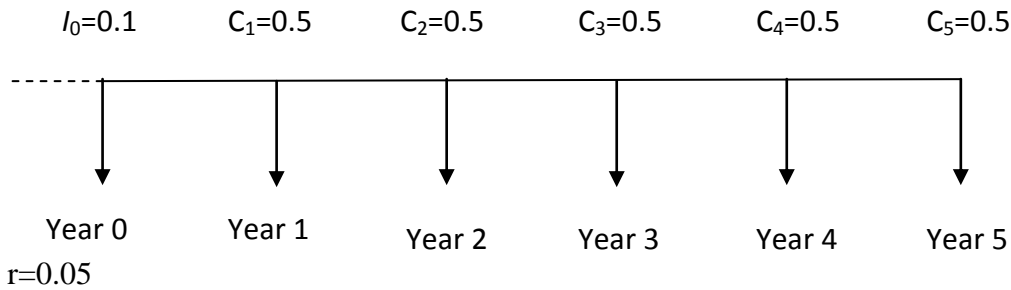 I₀=0.1 C₁=0.5 C₂=0.5 C₃=0.5 C₄=0.5 C₅=0.5
Year 0 Year 1 Year 2 Year 3 Year 4 Year 5
r=0.05